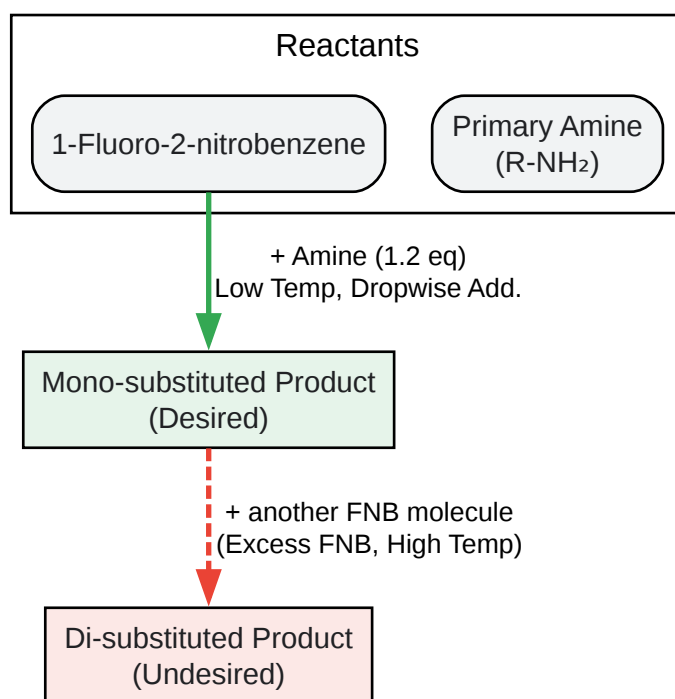 Reactants
1-Fluoro-2-nitrobenzene
Primary Amine
(R-NH₂)
+ Amine (1.2 eq)
Low Temp, Dropwise Add.
Mono-substituted Product
(Desired)
+ another FNB molecule
(Excess FNB, High Temp)
Di-substituted Product
(Undesired)